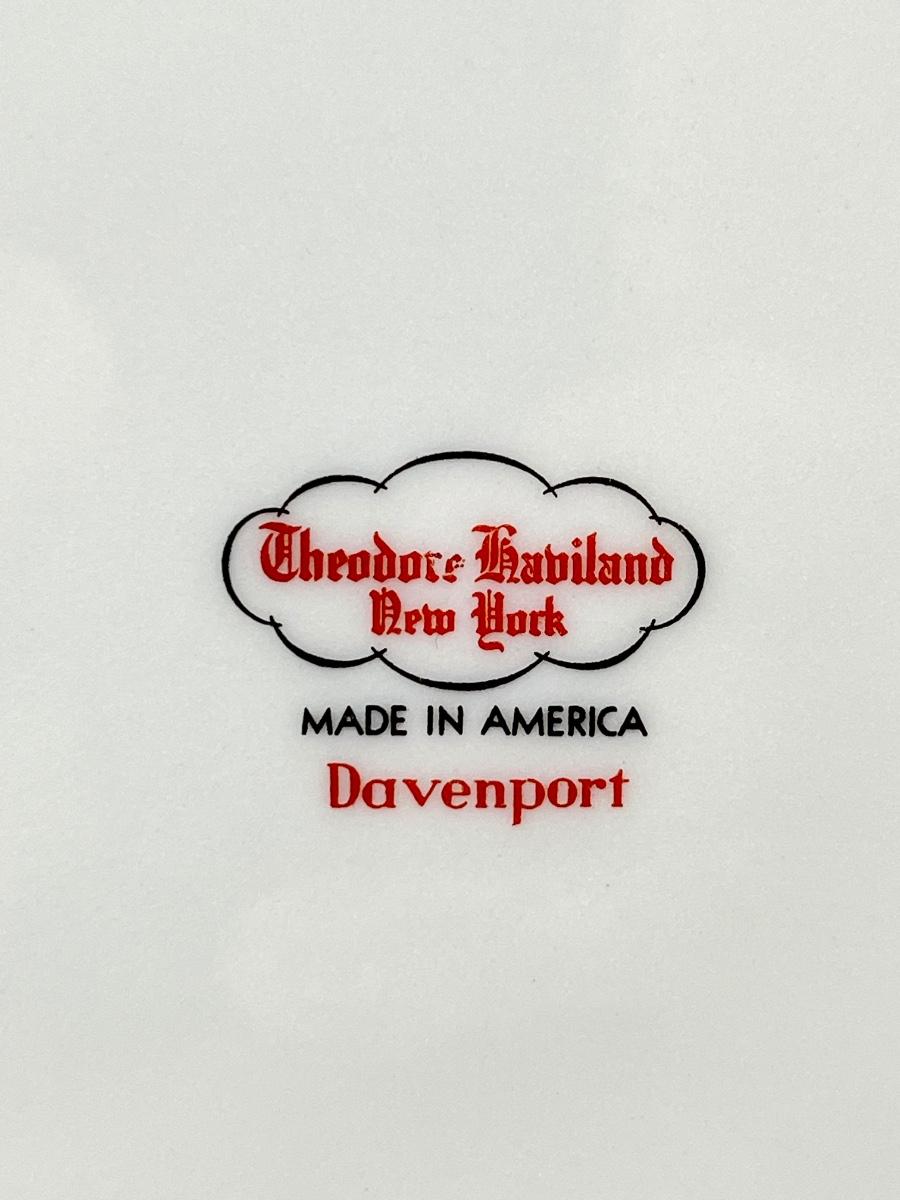 Theodore Haviland
New York
MADE IN AMERICA
Davenport